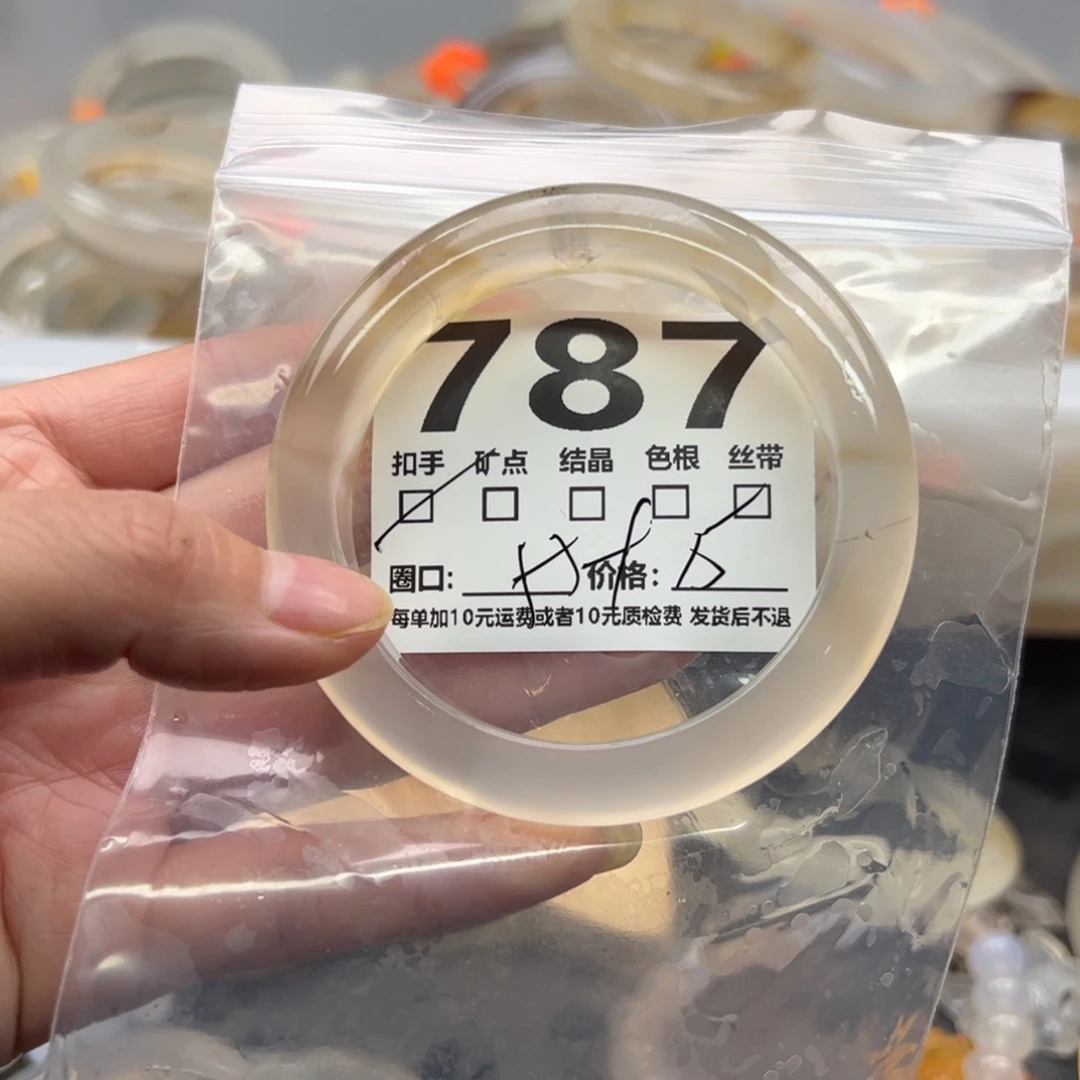 787
扣手 矿点 结晶 色根 丝带
圈口: 价格:
每单加10元运费或者10元质检费 发货后不退